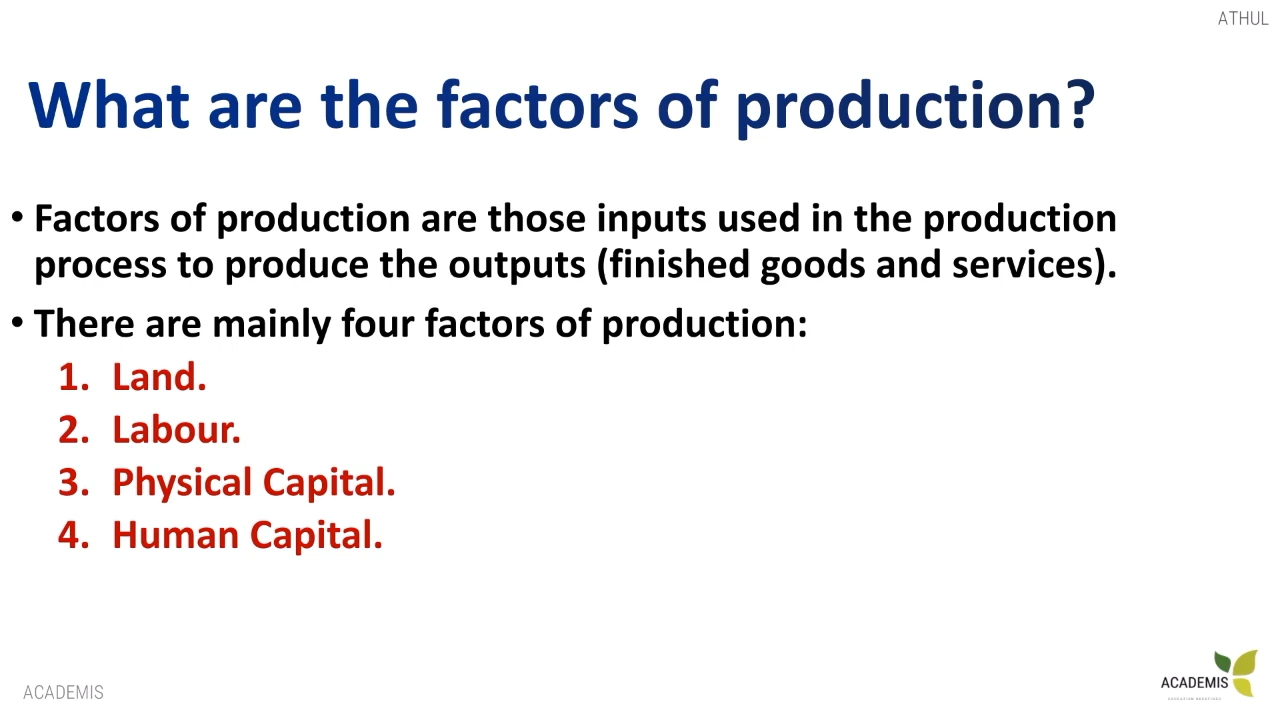 ATHUL
What are the factors of production?
• Factors of production are those inputs used in the production
process to produce the outputs (finished goods and services).
• There are mainly four factors of production:
1. Land.
2. Labour.
3. Physical Capital.
4. Human Capital.
ACADEMIS
ACADEMIS